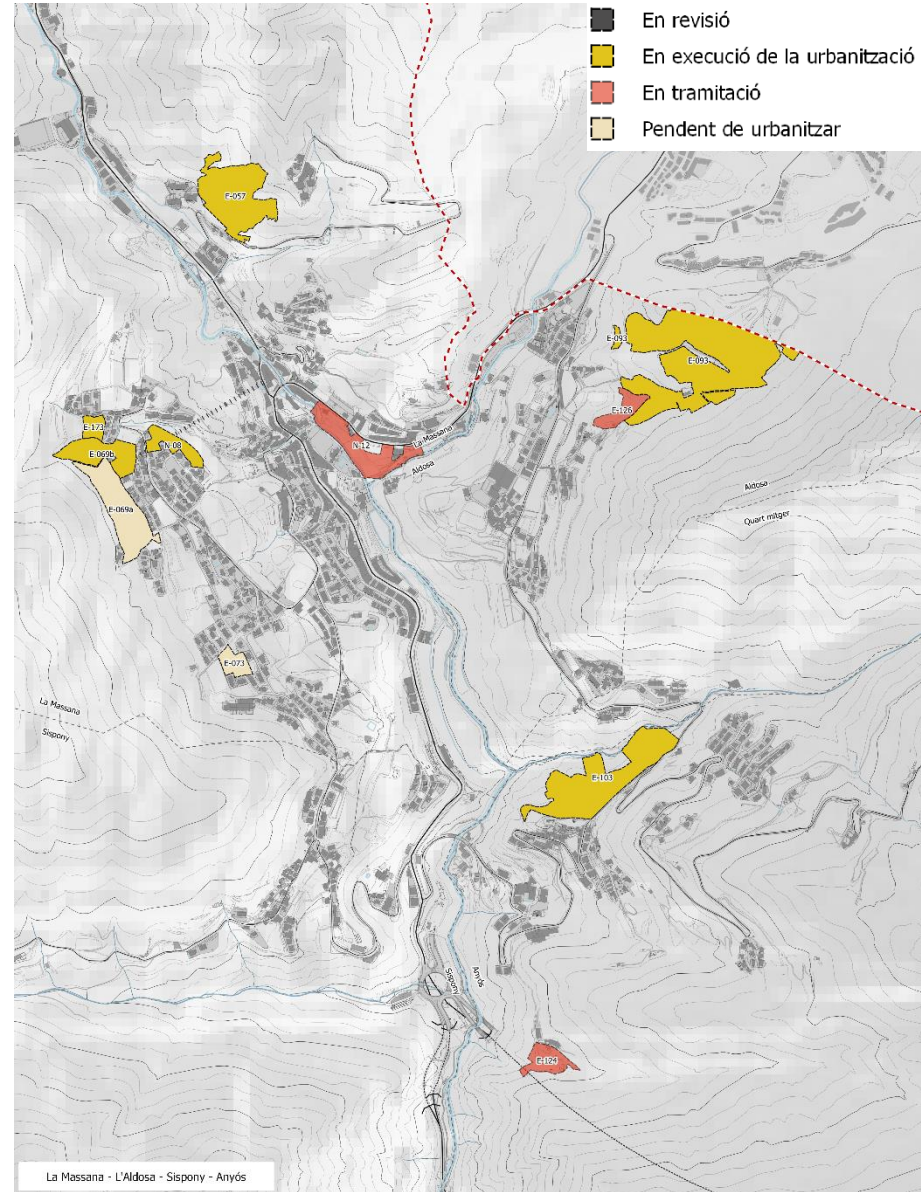 En revisió
En execució de la urbanització
En tramitació
Pendent de urbanitzar
E-057
E-093
E-093
E-126
E-173
N-08
N-12
La Massana
Aldosa
E-069b
E-069a
Aldosa
Quart mitger
E-073
La Massana
Sispony
E-103
Sispony
Anyós
E-124
La Massana - L'Aldosa - Sispony - Anyós